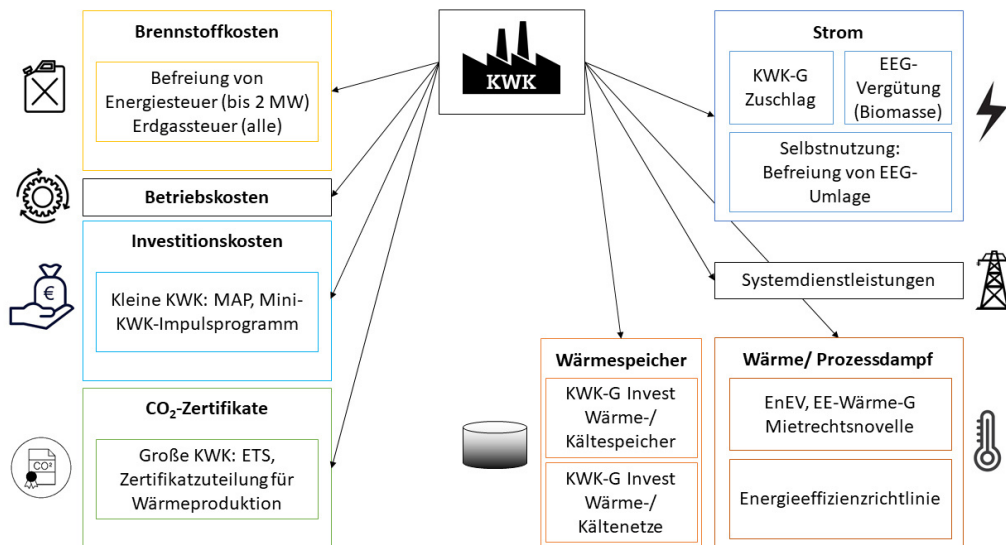 Brennstoffkosten
Befreiung von
Energiesteuer (bis 2 MW)
Erdgassteuer (alle)
Betriebskosten
Investitionskosten
€
Kleine KWK: MAP, Mini-
KWK-Impulsprogramm
CO₂-Zertifikate
CO²
Große KWK: ETS,
Zertifikatzuteilung für
Wärmeproduktion
KWK
Wärmespeicher
KWK-G Invest
Wärme-/
Kältespeicher
KWK-G Invest
Wärme-/
Kältenetze
Strom
KWK-G
Zuschlag
EEG-
Vergütung
(Biomasse)
Selbstnutzung:
Befreiung von EEG-
Umlage
Systemdienstleistungen
Wärme/ Prozessdampf
EnEV, EE-Wärme-G
Mietrechtsnovelle
Energieeffizienzrichtlinie